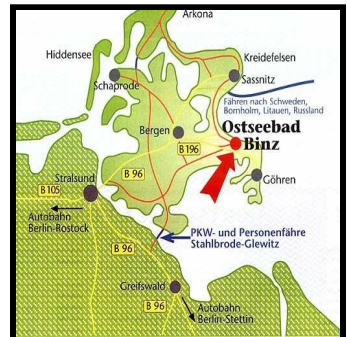 Arkona
Hiddensee
Kreidefelsen
Schaprode
Sassnitz
Fähren nach Schweden,
Bornholm, Litauen, Russland
Ostseebad
Binz
Bergen
B196
B 96
Stralsund
Göhren
B 105
Autobahn
Berlin-Rostock
PKW- und Personenfähre
Stahlbrode-Glewitz
B 96
Greifswald
B 96
Autobahn
Berlin-Stettin